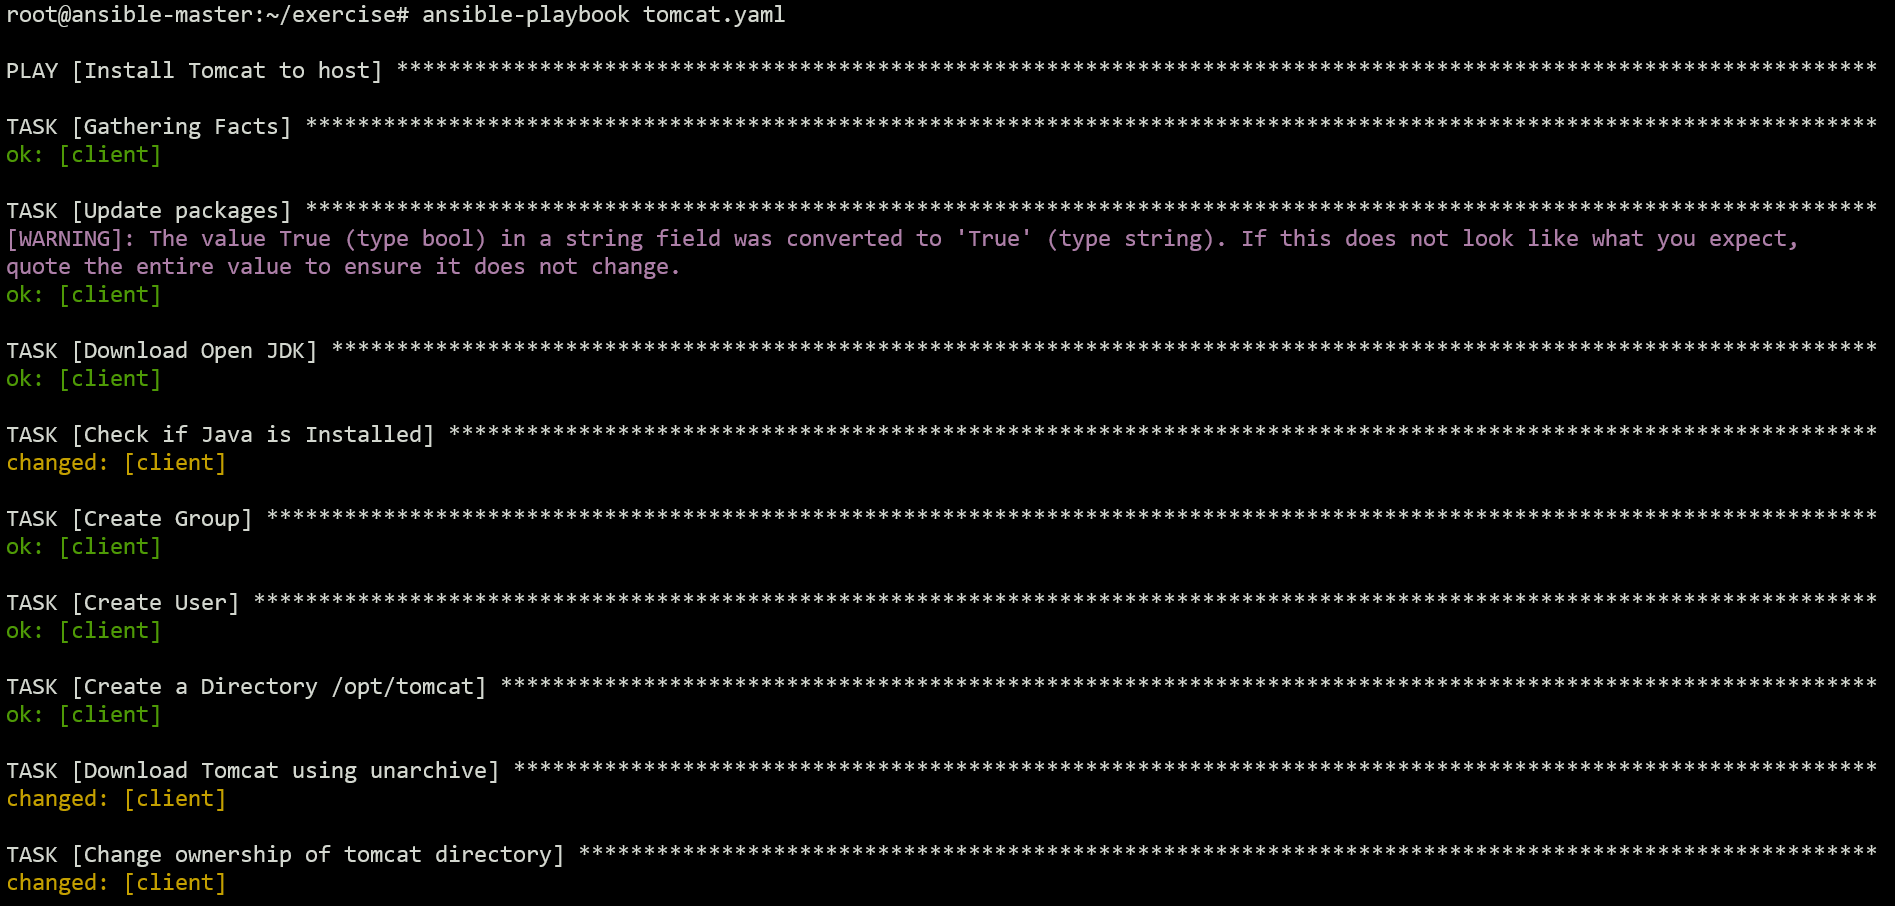 root@ansible-master:~/exercise# ansible-playbook tomcat.yaml
PLAY [Install Tomcat to host] ******************************************************************************************************************
TASK [Gathering Facts] *************************************************************************************************************************
ok: [client]
TASK [Update packages] *************************************************************************************************************************
[WARNING]: The value True (type bool) in a string field was converted to 'True' (type string). If this does not look like what you expect,
quote the entire value to ensure it does not change.
ok: [client]
TASK [Download Open JDK] ***********************************************************************************************************************
ok: [client]
TASK [Check if Java is Installed] **************************************************************************************************************
changed: [client]
TASK [Create Group] ****************************************************************************************************************************
ok: [client]
TASK [Create User] *****************************************************************************************************************************
ok: [client]
TASK [Create a Directory /opt/tomcat] **********************************************************************************************************
ok: [client]
TASK [Download Tomcat using unarchive] *********************************************************************************************************
changed: [client]
TASK [Change ownership of tomcat directory] ****************************************************************************************************
changed: [client]